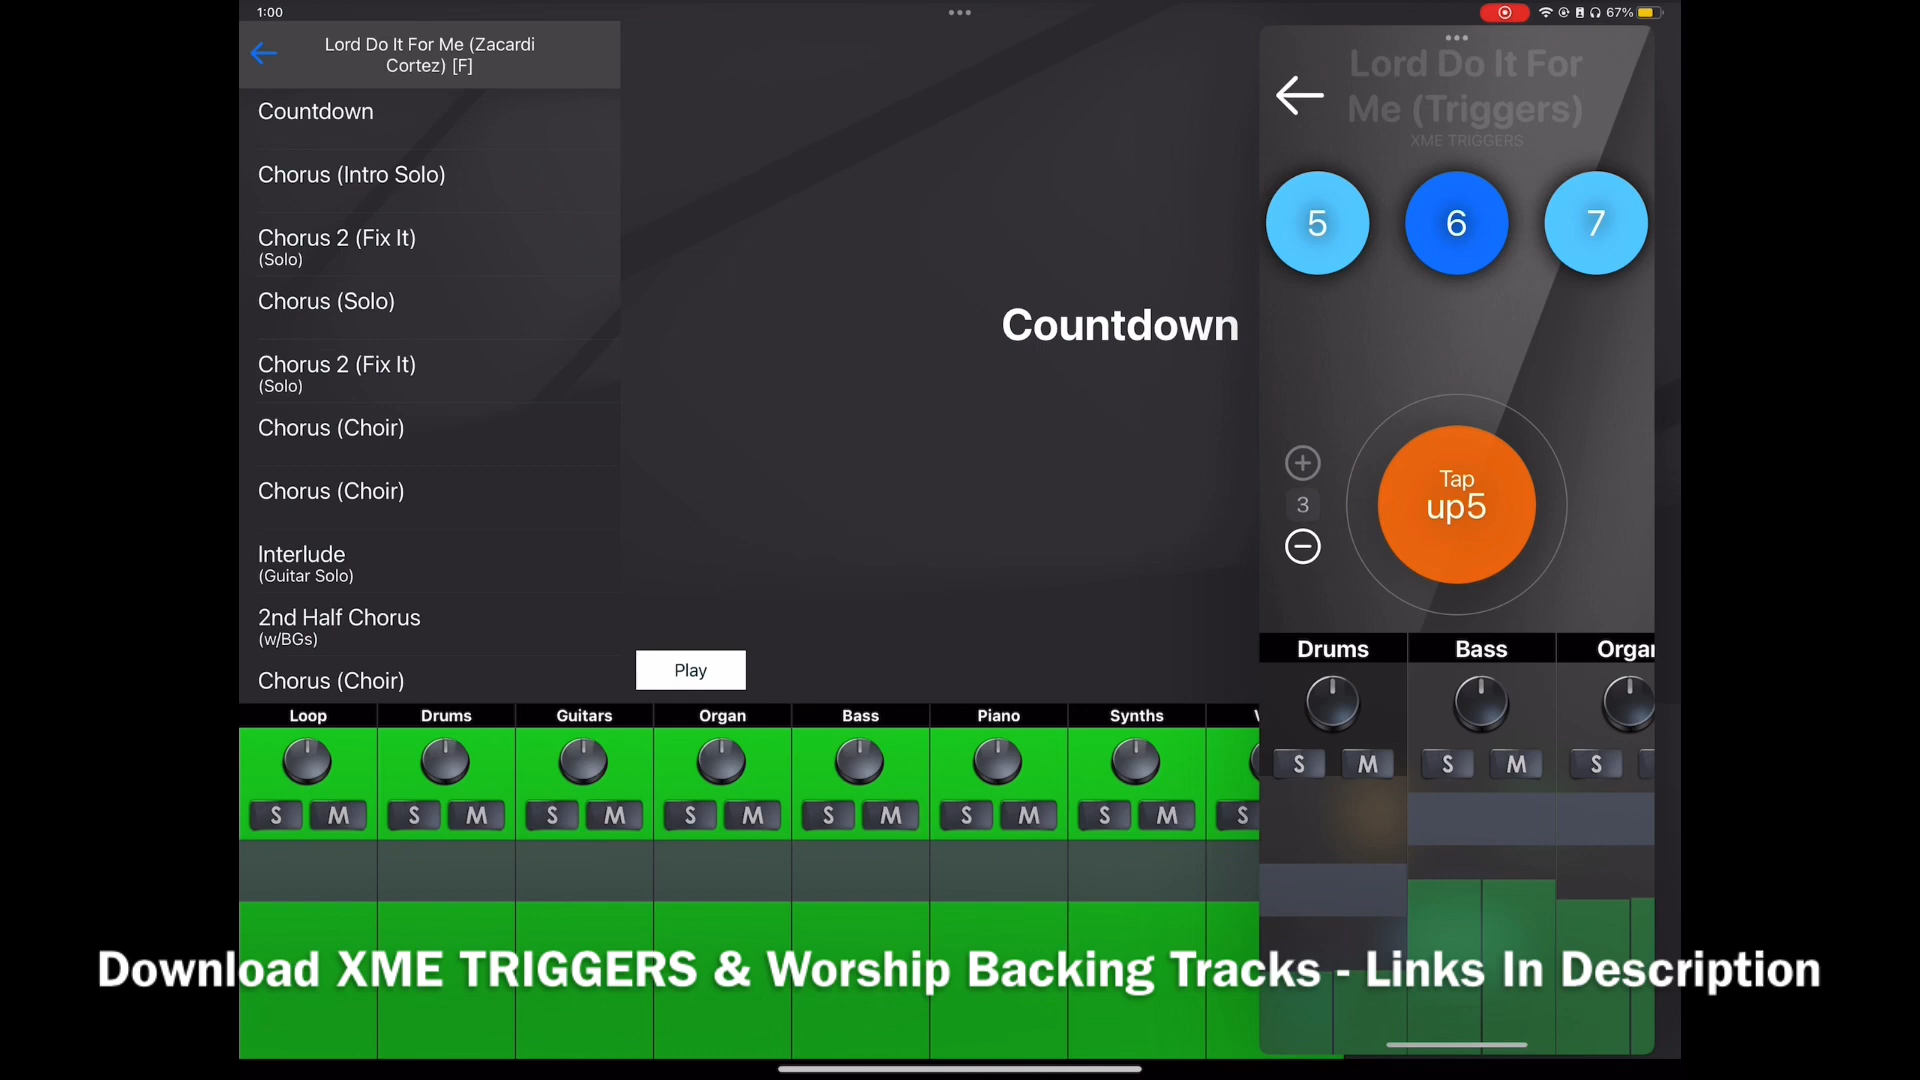 1:00
67%
Lord Do It For Me (Zacardi
Cortez) [F]
Countdown
Chorus (Intro Solo)
Chorus 2 (Fix It)
(Solo)
Chorus (Solo)
Chorus 2 (Fix It)
(Solo)
Chorus (Choir)
Chorus (Choir)
Interlude
(Guitar Solo)
2nd Half Chorus
(w/BGs)
Chorus (Choir)
Countdown
Play
Lord Do It For
Me (Triggers)
XME TRIGGERS
5 6 7
3
Tap
up5
Drums Bass Orga
S M S M S
Loop Drums Guitars Organ Bass Piano Synths
S M S M S M S M S M S M S M S
Download XME TRIGGERS & Worship Backing Tracks - Links In Description